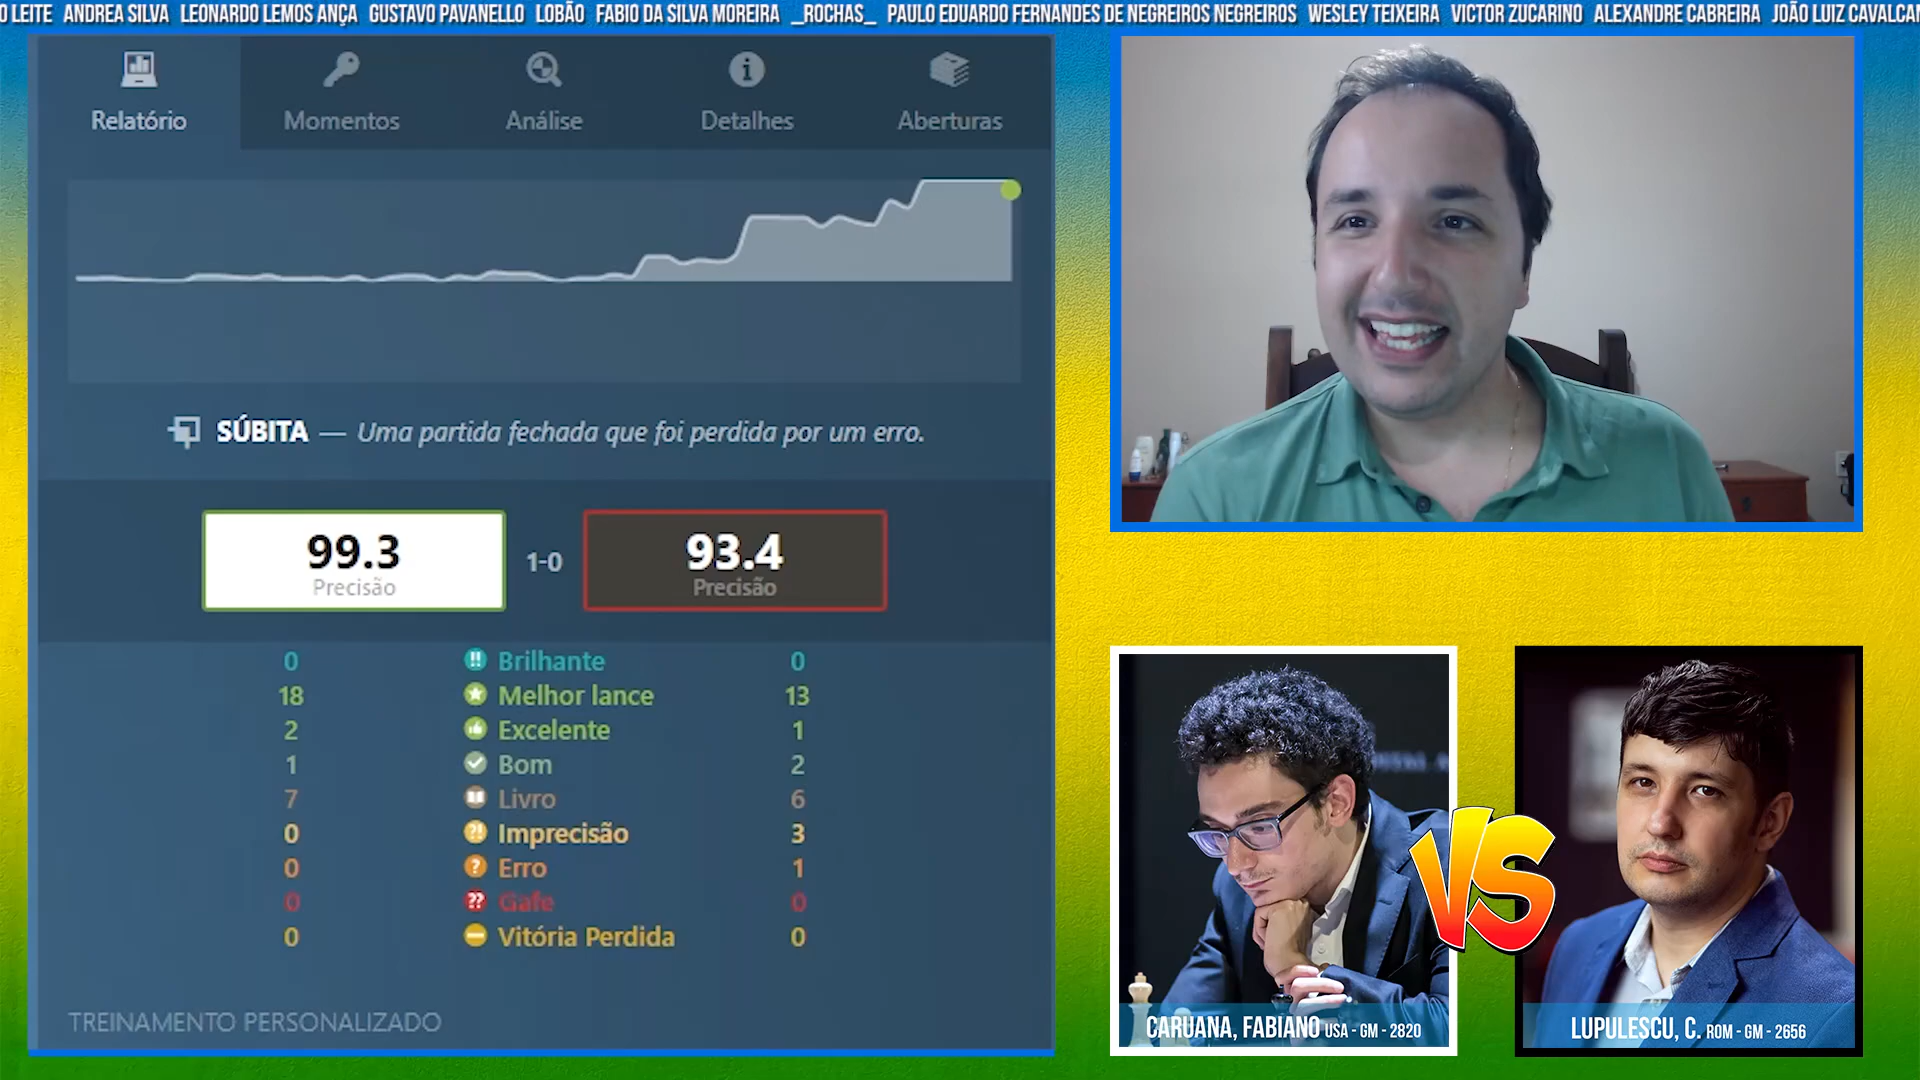 O LEITE ANDREA SILVA LEONARDO LEMOS ANÇA GUSTAVO PAVANELLO LOBÃO FABIO DA SILVA MOREIRA _ROCHAS_ PAULO EDUARDO FERNANDES DE NEGREIROS NEGREIROS WESLEY TEIXEIRA VICTOR ZUCARINO ALEXANDRE CABREIRA JOÃO LUIZ CAVALCAN
Relatório Momentos Análise Detalhes Aberturas
SÚBITA — Uma partida fechada que foi perdida por um erro.
99.3 1-0 93.4
Precisão Precisão
0 !! Brilhante 0
18 Melhor lance 13
2 Excelente 1
1 Bom 2
7 Livro 6
0 ?! Imprecisão 3
0 ? Erro 1
0 ?? Gafe 0
0 Vitória Perdida 0
TREINAMENTO PERSONALIZADO
VS
CARUANA, FABIANO USA - GM - 2820
LUPULESCU, C. ROM - GM - 2656